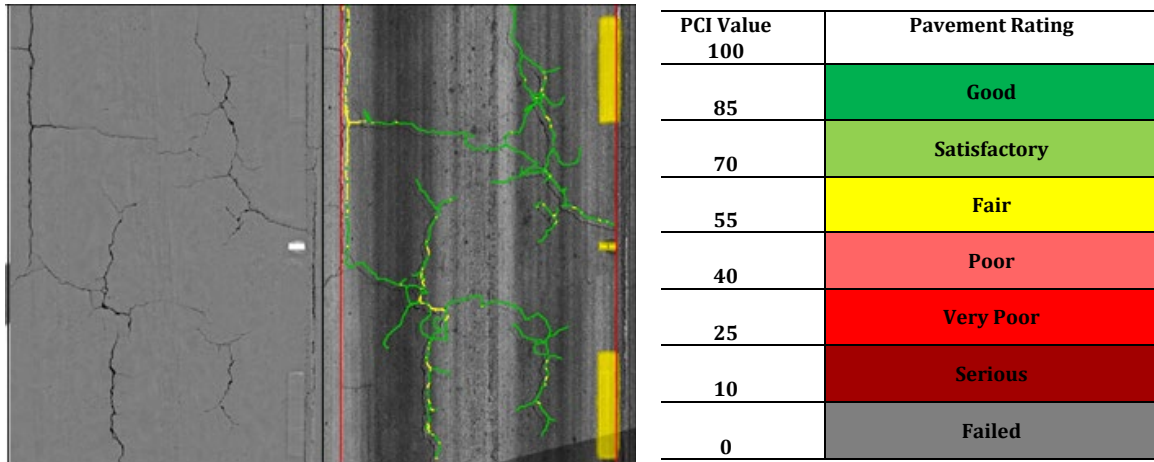 PCI Value
Pavement Rating
100
Good
85
Satisfactory
70
Fair
55
Poor
40
Very Poor
25
Serious
10
Failed
0